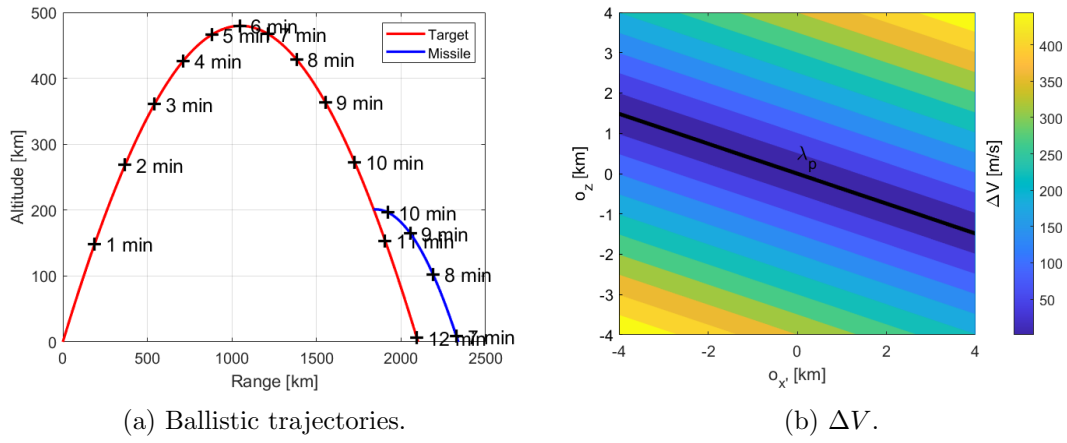 500
400
300
200
100
0
Altitude [km]
0
500
1000
1500
2000
2500
Range [km]
1 min
2 min
3 min
4 min
5 min
6 min
7 min
8 min
9 min
10 min
11 min
12 min
10 min
9 min
8 min
7 min
Target
Missile
(a) Ballistic trajectories.
4
3
2
1
0
-1
-2
-3
-4
o_z [km]
-4
-2
0
2
4
o_x' [km]
λ_p
400
350
300
250
200
150
100
50
ΔV [m/s]
(b) ΔV.